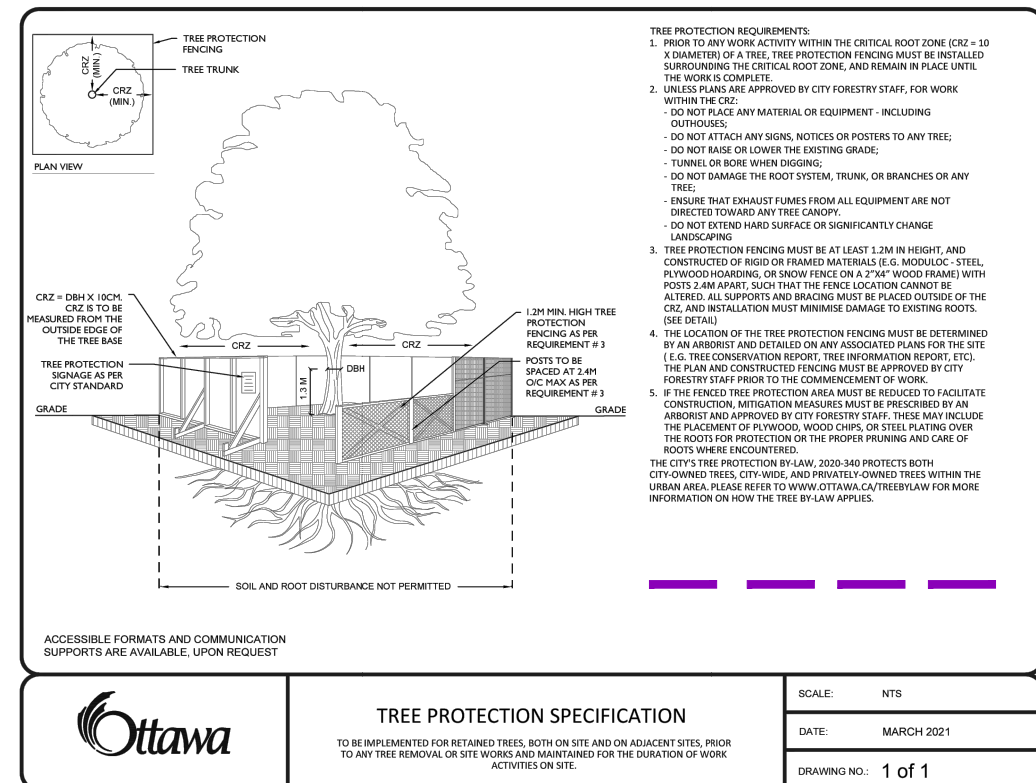 TREE PROTECTION
FENCING
TREE TRUNK
CRZ
(MIN.)
CRZ
(MIN.)
PLAN VIEW
CRZ = DBH X 10CM.
CRZ IS TO BE
MEASURED FROM THE
OUTSIDE EDGE OF
THE TREE BASE
TREE PROTECTION
SIGNAGE AS PER
CITY STANDARD
GRADE
CRZ
CRZ
DBH
1.3 M
1.2M MIN. HIGH TREE
PROTECTION
FENCING AS PER
REQUIREMENT # 3
POSTS TO BE
SPACED AT 2.4M
O/C MAX AS PER
REQUIREMENT # 3
GRADE
SOIL AND ROOT DISTURBANCE NOT PERMITTED
ACCESSIBLE FORMATS AND COMMUNICATION
SUPPORTS ARE AVAILABLE, UPON REQUEST
TREE PROTECTION REQUIREMENTS:
1. PRIOR TO ANY WORK ACTIVITY WITHIN THE CRITICAL ROOT ZONE (CRZ = 10
X DIAMETER) OF A TREE, TREE PROTECTION FENCING MUST BE INSTALLED
SURROUNDING THE CRITICAL ROOT ZONE, AND REMAIN IN PLACE UNTIL
THE WORK IS COMPLETE.
2. UNLESS PLANS ARE APPROVED BY CITY FORESTRY STAFF, FOR WORK
WITHIN THE CRZ:
- DO NOT PLACE ANY MATERIAL OR EQUIPMENT - INCLUDING
OUTHOUSES;
- DO NOT ATTACH ANY SIGNS, NOTICES OR POSTERS TO ANY TREE;
- DO NOT RAISE OR LOWER THE EXISTING GRADE;
- TUNNEL OR BORE WHEN DIGGING;
- DO NOT DAMAGE THE ROOT SYSTEM, TRUNK, OR BRANCHES OR ANY
TREE;
- ENSURE THAT EXHAUST FUMES FROM ALL EQUIPMENT ARE NOT
DIRECTED TOWARD ANY TREE CANOPY.
- DO NOT EXTEND HARD SURFACE OR SIGNIFICANTLY CHANGE
LANDSCAPING
3. TREE PROTECTION FENCING MUST BE AT LEAST 1.2M IN HEIGHT, AND
CONSTRUCTED OF RIGID OR FRAMED MATERIALS (E.G. MODULOC - STEEL,
PLYWOOD HOARDING, OR SNOW FENCE ON A 2"X4" WOOD FRAME) WITH
POSTS 2.4M APART, SUCH THAT THE FENCE LOCATION CANNOT BE
ALTERED. ALL SUPPORTS AND BRACING MUST BE PLACED OUTSIDE OF THE
CRZ, AND INSTALLATION MUST MINIMISE DAMAGE TO EXISTING ROOTS.
(SEE DETAIL)
4. THE LOCATION OF THE TREE PROTECTION FENCING MUST BE DETERMINED
BY AN ARBORIST AND DETAILED ON ANY ASSOCIATED PLANS FOR THE SITE
( E.G. TREE CONSERVATION REPORT, TREE INFORMATION REPORT, ETC).
THE PLAN AND CONSTRUCTED FENCING MUST BE APPROVED BY CITY
FORESTRY STAFF PRIOR TO THE COMMENCEMENT OF WORK.
5. IF THE FENCED TREE PROTECTION AREA MUST BE REDUCED TO FACILITATE
CONSTRUCTION, MITIGATION MEASURES MUST BE PRESCRIBED BY AN
ARBORIST AND APPROVED BY CITY FORESTRY STAFF. THESE MAY INCLUDE
THE PLACEMENT OF PLYWOOD, WOOD CHIPS, OR STEEL PLATING OVER
THE ROOTS FOR PROTECTION OR THE PROPER PRUNING AND CARE OF
ROOTS WHERE ENCOUNTERED.
THE CITY'S TREE PROTECTION BY-LAW, 2020-340 PROTECTS BOTH
CITY-OWNED TREES, CITY-WIDE, AND PRIVATELY-OWNED TREES WITHIN THE
URBAN AREA. PLEASE REFER TO WWW.OTTAWA.CA/TREEBYLAW FOR MORE
INFORMATION ON HOW THE TREE BY-LAW APPLIES.
Ottawa
TREE PROTECTION SPECIFICATION
TO BE IMPLEMENTED FOR RETAINED TREES, BOTH ON SITE AND ON ADJACENT SITES, PRIOR
TO ANY TREE REMOVAL OR SITE WORKS AND MAINTAINED FOR THE DURATION OF WORK
ACTIVITIES ON SITE.
SCALE: NTS
DATE: MARCH 2021
DRAWING NO.: 1 of 1